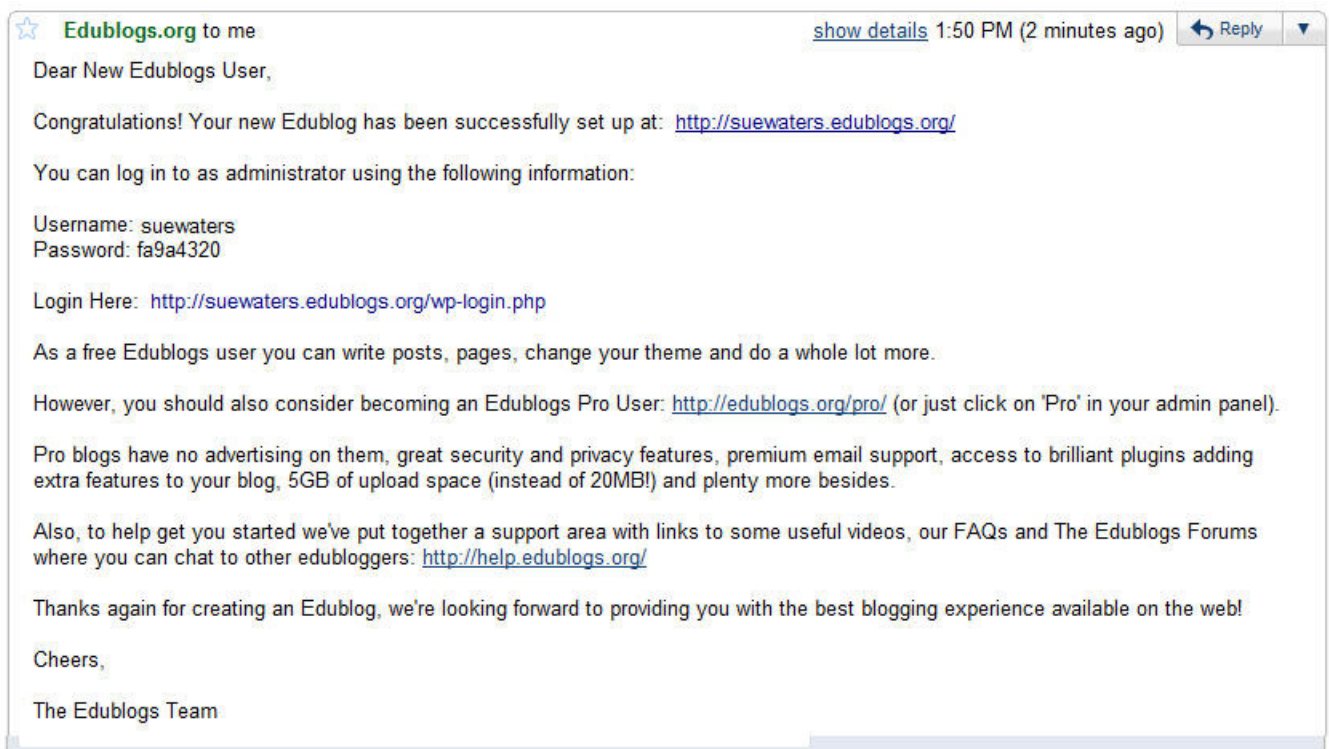 Edublogs.org to me show details 1:50 PM (2 minutes ago) Reply
Dear New Edublogs User,
Congratulations! Your new Edublog has been successfully set up at: http://suewaters.edublogs.org/
You can log in to as administrator using the following information:
Username: suewaters
Password: fa9a4320
Login Here: http://suewaters.edublogs.org/wp-login.php
As a free Edublogs user you can write posts, pages, change your theme and do a whole lot more.
However, you should also consider becoming an Edublogs Pro User: http://edublogs.org/pro/ (or just click on 'Pro' in your admin panel).
Pro blogs have no advertising on them, great security and privacy features, premium email support, access to brilliant plugins adding
extra features to your blog, 5GB of upload space (instead of 20MB!) and plenty more besides.
Also, to help get you started we've put together a support area with links to some useful videos, our FAQs and The Edublogs Forums
where you can chat to other edubloggers: http://help.edublogs.org/
Thanks again for creating an Edublog, we're looking forward to providing you with the best blogging experience available on the web!
Cheers,
The Edublogs Team